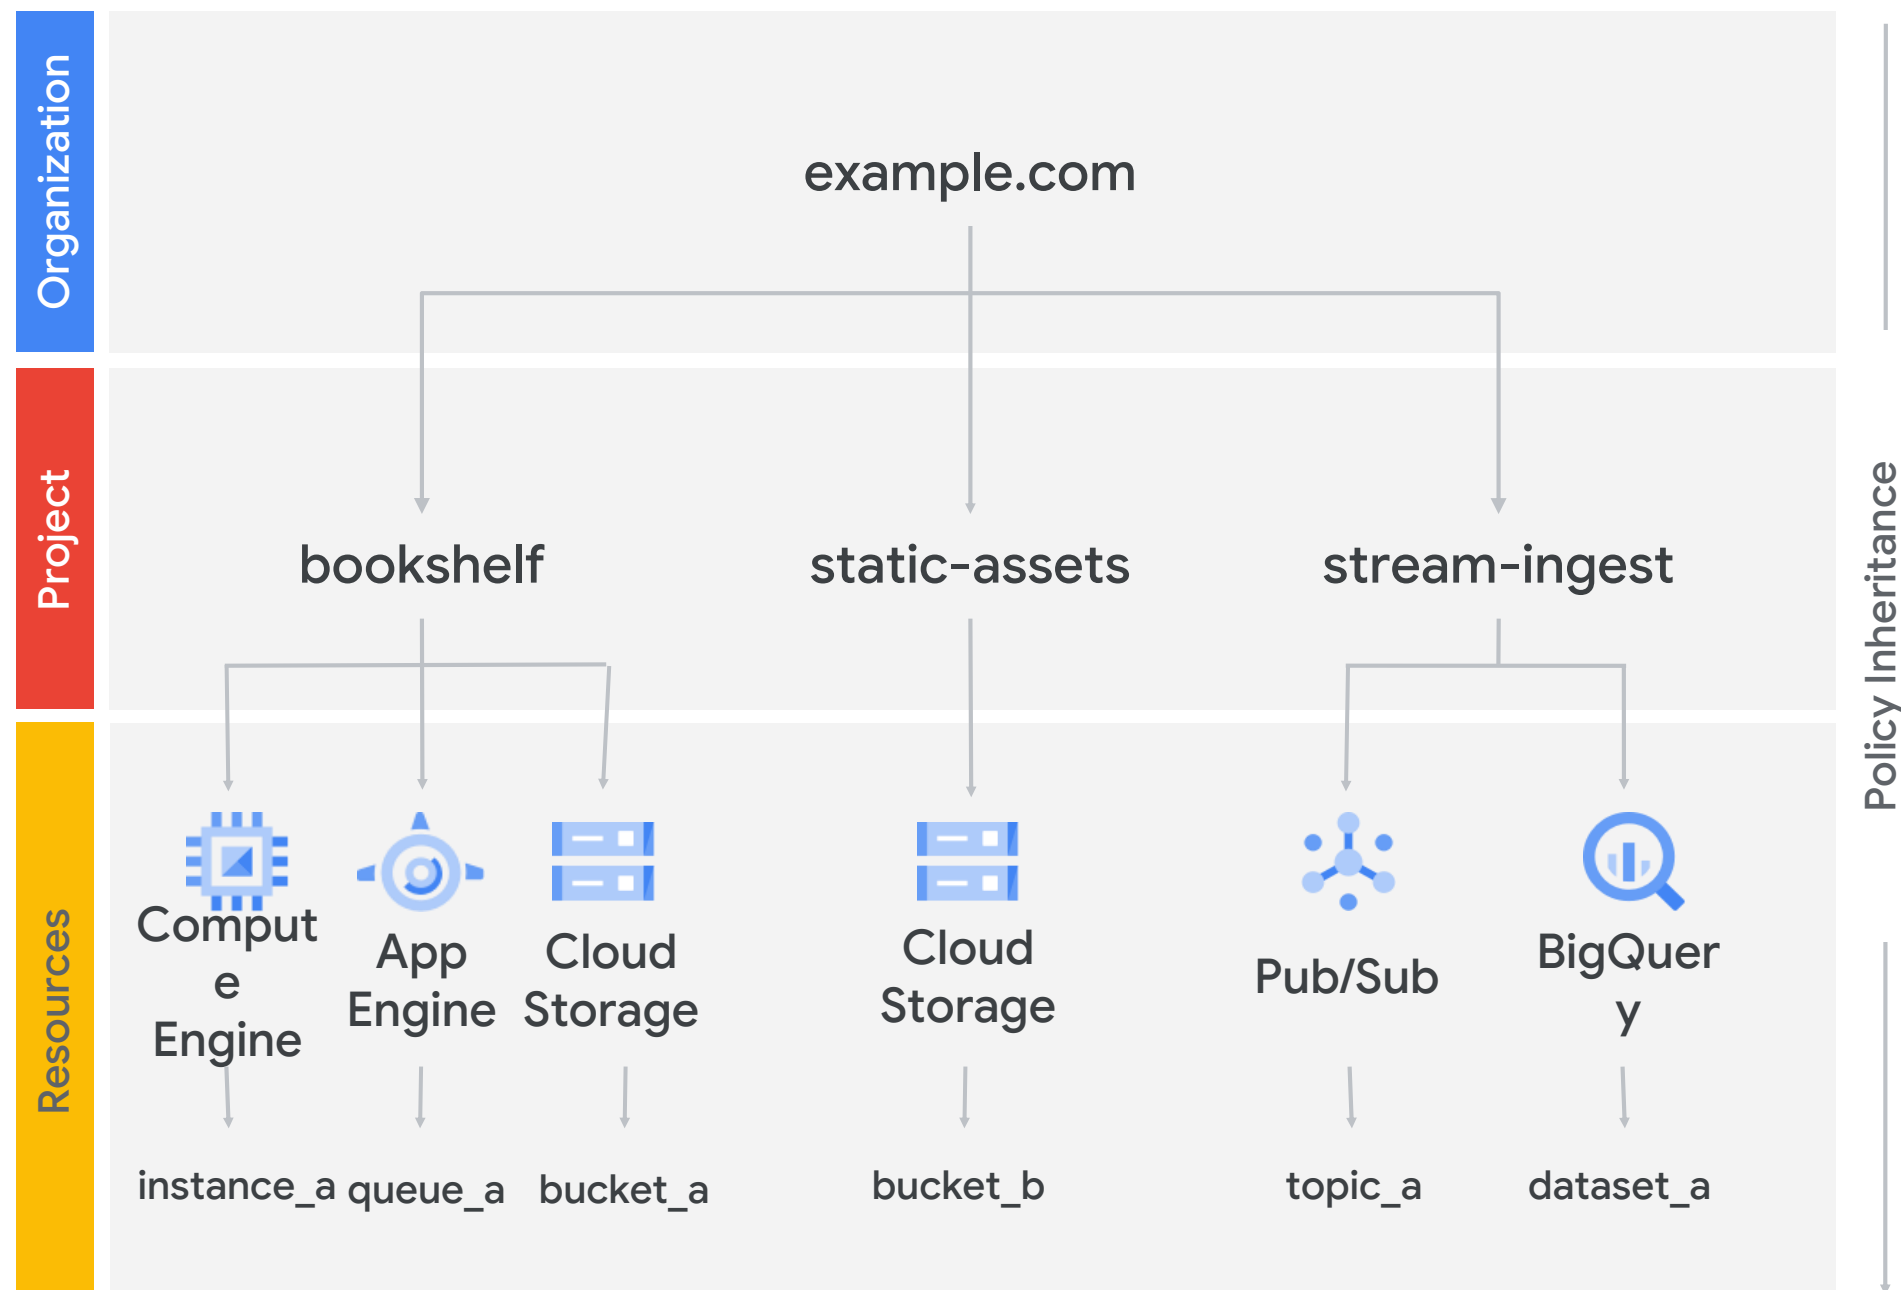 Organization
example.com
Project
bookshelf
static-assets
stream-ingest
Policy Inheritance
Resources
Comput
e
Engine
App
Engine
Cloud
Storage
Cloud
Storage
Pub/Sub
BigQuer
y
instance_a
queue_a
bucket_a
bucket_b
topic_a
dataset_a